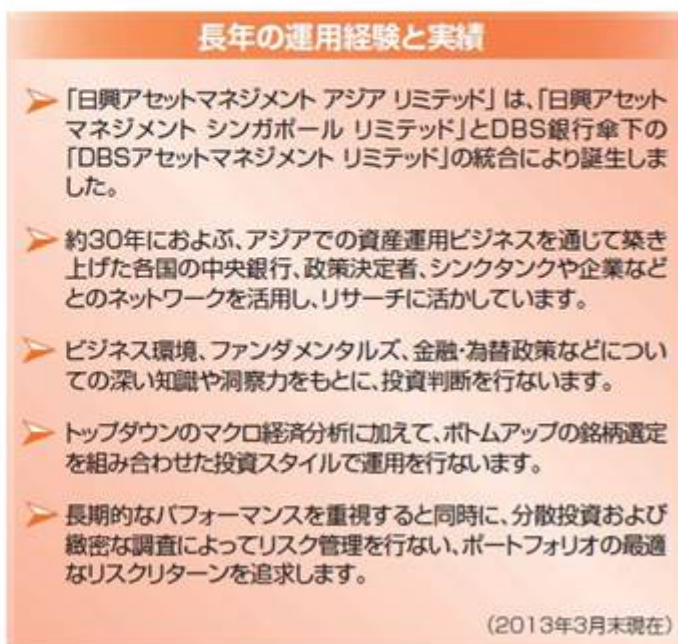 長年の運用経験と実績
「日興アセットマネジメント アジア リミテッド」は、「日興アセット
マネジメント シンガポール リミテッド」とDBS銀行傘下の
「DBSアセットマネジメント リミテッド」の統合により誕生しま
した。
約30年におよぶ、アジアでの資産運用ビジネスを通じて築き
上げた各国の中央銀行、政策決定者、シンクタンクや企業など
とのネットワークを活用し、リサーチに活かしています。
ビジネス環境、ファンダメンタルズ、金融・為替政策などについ
ての深い知識や洞察力をもとに、投資判断を行ないます。
トップダウンのマクロ経済分析に加えて、ボトムアップの銘柄選定
を組み合わせた投資スタイルで運用を行ないます。
長期的なパフォーマンスを重視すると同時に、分散投資および
緻密な調査によってリスク管理を行ない、ポートフォリオの最適
なリスクリターンを追求します。
(2013年3月末現在)